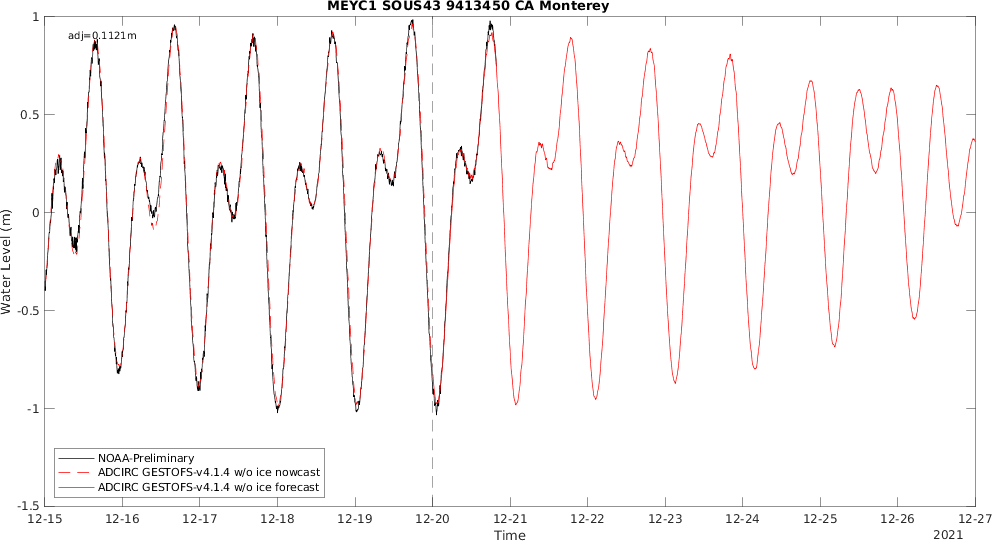 MEYC1 SOUS43 9413450 CA Monterey
adj=0.1121m
1
0.5
0
-0.5
-1
-1.5
Water Level (m)
NOAA-Preliminary
ADCIRC GESTOFS-v4.1.4 w/o ice nowcast
ADCIRC GESTOFS-v4.1.4 w/o ice forecast
12-15 12-16 12-17 12-18 12-19 12-20 12-21 12-22 12-23 12-24 12-25 12-26 12-27
Time
2021